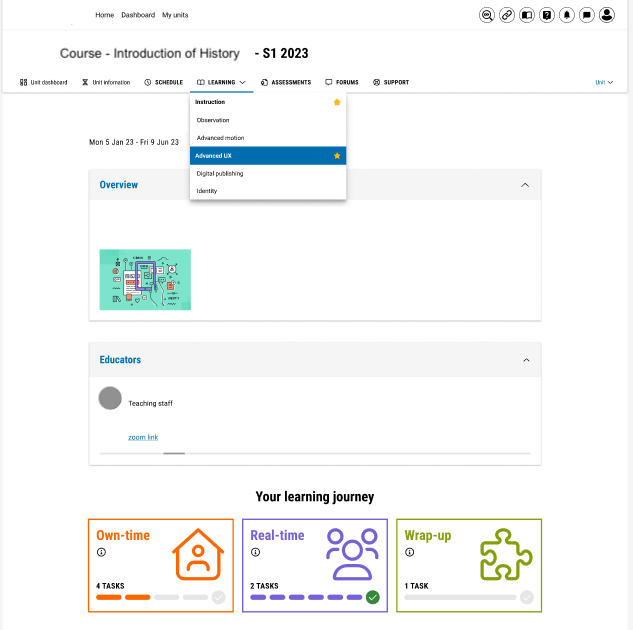 Home Dashboard My units
Course - Introduction of History - S1 2023
Unit dashboard Unit information SCHEDULE LEARNING ASSESSMENTS FORUMS SUPPORT Unit
Instruction
Observation
Advanced motion
Mon 5 Jan 23 - Fri 9 Jun 23
Advanced UX
Digital publishing
Identity
Overview
Educators
Teaching staff
zoom link
Your learning journey
Own-time Real-time Wrap-up
4 TASKS 2 TASKS 1 TASK